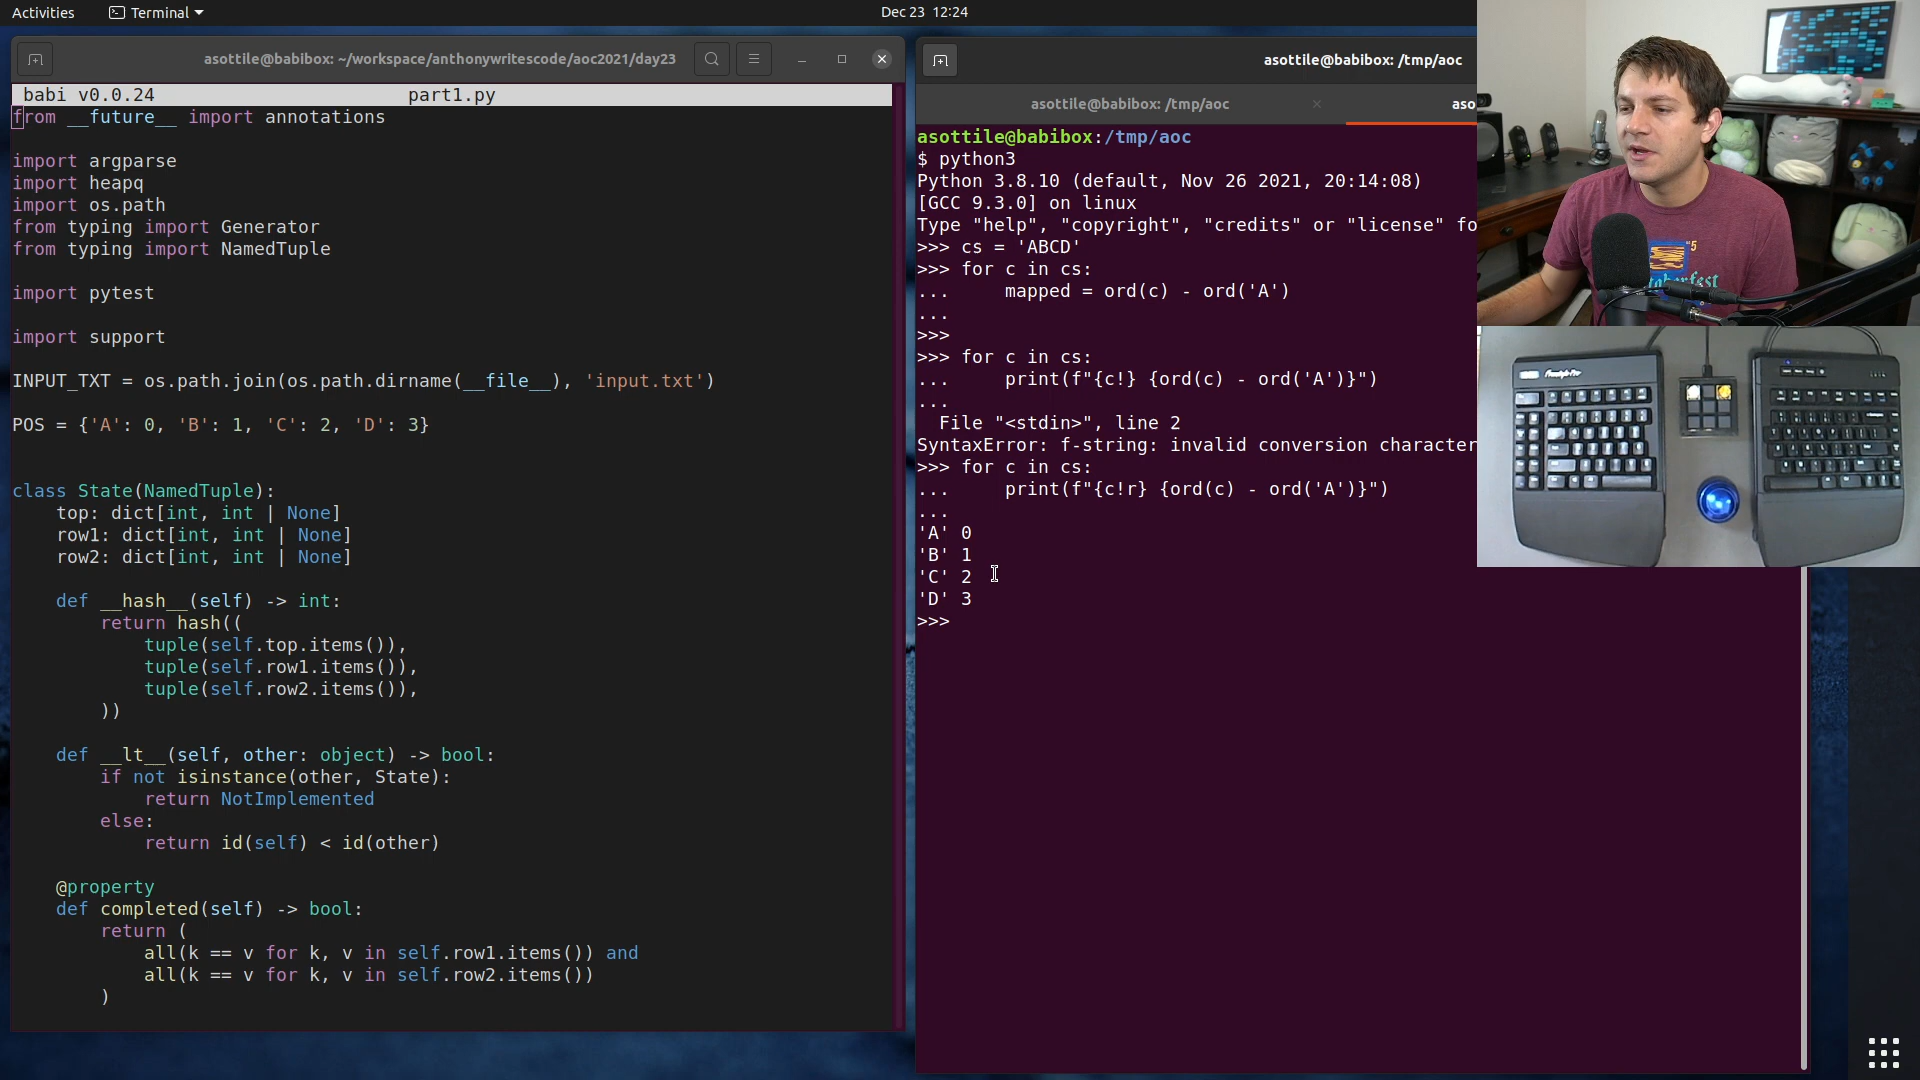 Activities
Terminal
Dec 23 12:24
asottile@babibox: ~/workspace/anthonywritescode/aoc2021/day23
babi v0.0.24 part1.py
from __future__ import annotations
import argparse
import heapq
import os.path
from typing import Generator
from typing import NamedTuple
import pytest
import support
INPUT_TXT = os.path.join(os.path.dirname(__file__), 'input.txt')
POS = {'A': 0, 'B': 1, 'C': 2, 'D': 3}
class State(NamedTuple):
    top: dict[int, int | None]
    row1: dict[int, int | None]
    row2: dict[int, int | None]
    def __hash__(self) -> int:
        return hash((
            tuple(self.top.items()),
            tuple(self.row1.items()),
            tuple(self.row2.items()),
        ))
    def __lt__(self, other: object) -> bool:
        if not isinstance(other, State):
            return NotImplemented
        else:
            return id(self) < id(other)
    @property
    def completed(self) -> bool:
        return (
            all(k == v for k, v in self.row1.items()) and
            all(k == v for k, v in self.row2.items())
        )
asottile@babibox: /tmp/aoc
asottile@babibox: /tmp/aoc
aso
asottile@babibox:/tmp/aoc
$ python3
Python 3.8.10 (default, Nov 26 2021, 20:14:08)
[GCC 9.3.0] on linux
Type "help", "copyright", "credits" or "license" fo
>>> cs = 'ABCD'
>>> for c in cs:
...     mapped = ord(c) - ord('A')
...
>>>
>>> for c in cs:
...     print(f"{c!} {ord(c) - ord('A')}")
...
  File "<stdin>", line 2
SyntaxError: f-string: invalid conversion character
>>> for c in cs:
...     print(f"{c!r} {ord(c) - ord('A')}")
...
'A' 0
'B' 1
'C' 2
'D' 3
>>>